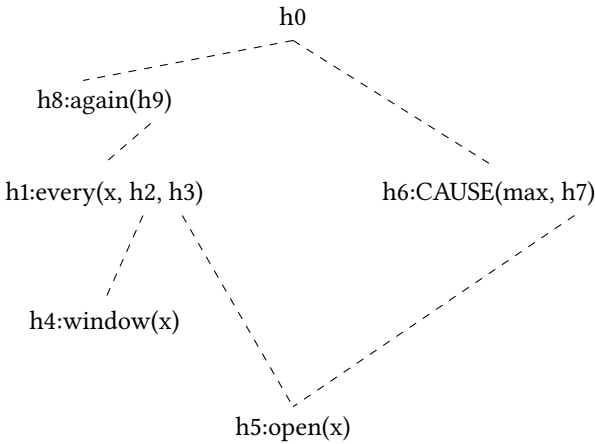 h0
h8:again(h9)
h1:every(x, h2, h3)
h6:CAUSE(max, h7)
h4:window(x)
h5:open(x)